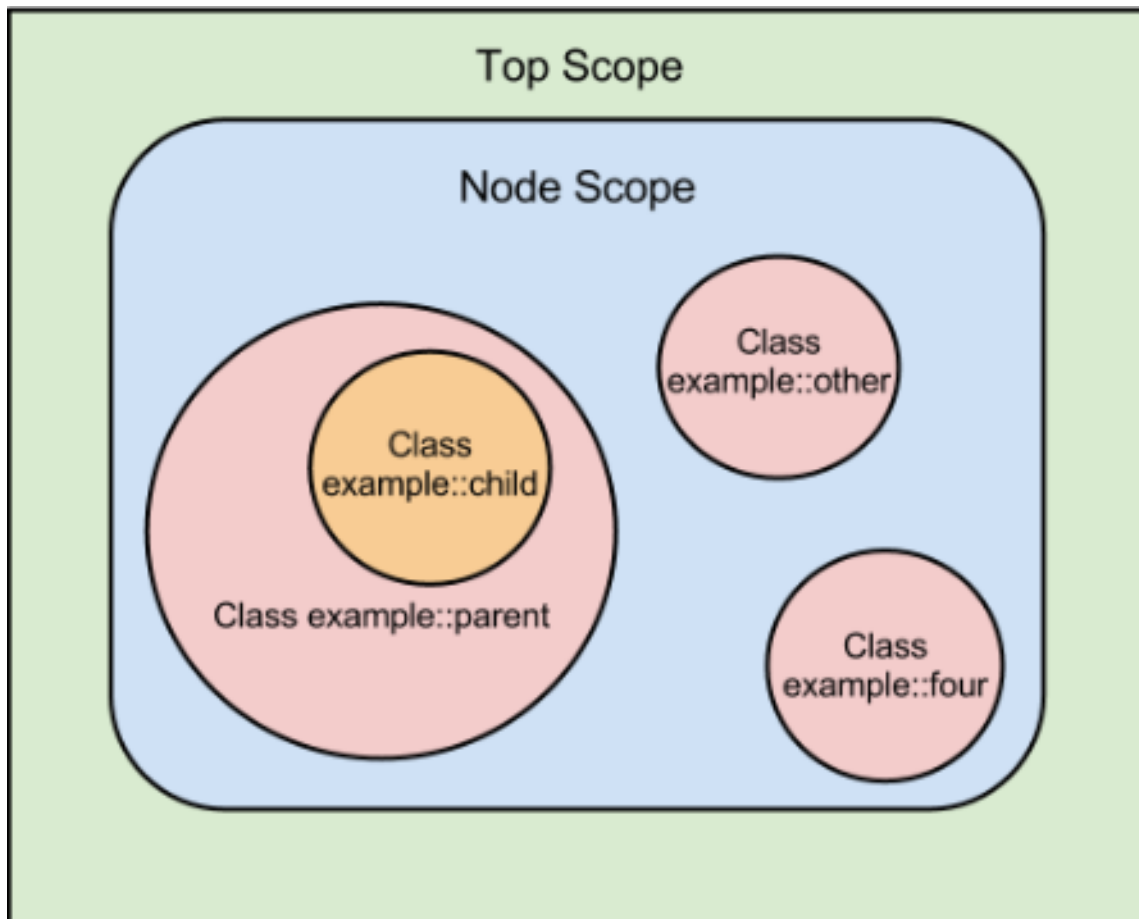 Top Scope
Node Scope
Class
example::other
Class
example::child
Class example::parent
Class
example::four